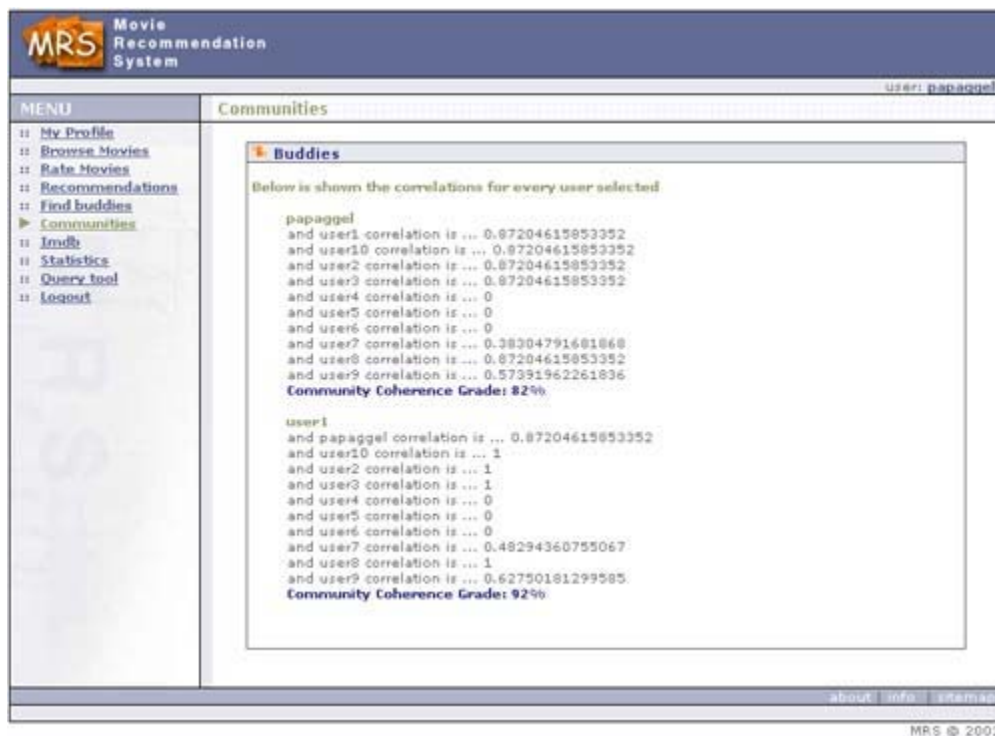 MRS
Movie
Recommendation
System
user: papaggel
MENU
Communities
:: My Profile
:: Browse Movies
:: Rate Movies
:: Recommendations
:: Find buddies
Communities
:: Imdb
:: Statistics
:: Query tool
:: Logout
Buddies
Below is shown the correlations for every user selected
papaggel
and user1 correlation is ... 0.87204615853352
and user10 correlation is ... 0.87204615853352
and user2 correlation is ... 0.87204615853352
and user3 correlation is ... 0.87204615853352
and user4 correlation is ... 0
and user5 correlation is ... 0
and user6 correlation is ... 0
and user7 correlation is ... 0.38304791681868
and user8 correlation is ... 0.87204615853352
and user9 correlation is ... 0.57391962261836
Community Coherence Grade: 82%
user1
and papaggel correlation is ... 0.87204615853352
and user10 correlation is ... 1
and user2 correlation is ... 1
and user3 correlation is ... 1
and user4 correlation is ... 0
and user5 correlation is ... 0
and user6 correlation is ... 0
and user7 correlation is ... 0.48294360755067
and user8 correlation is ... 1
and user9 correlation is ... 0.62750181299585
Community Coherence Grade: 92%
about | info | sitemap
MRS ©